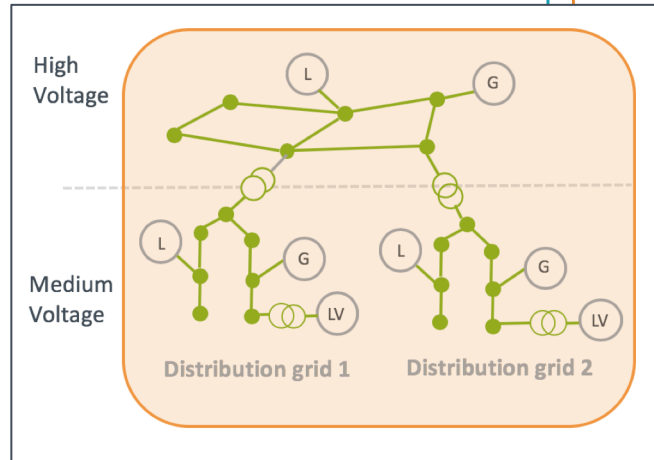 High
Voltage
L
G
Medium
Voltage
L
G
LV
L
G
LV
Distribution grid 1
Distribution grid 2